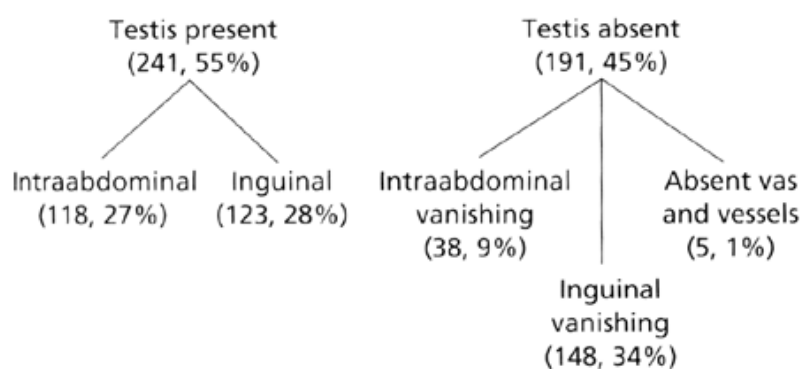 Testis present
(241, 55%)
Testis absent
(191, 45%)
Intraabdominal
(118, 27%)
Inguinal
(123, 28%)
Intraabdominal
vanishing
(38, 9%)
Inguinal
vanishing
(148, 34%)
Absent vas
and vessels
(5, 1%)